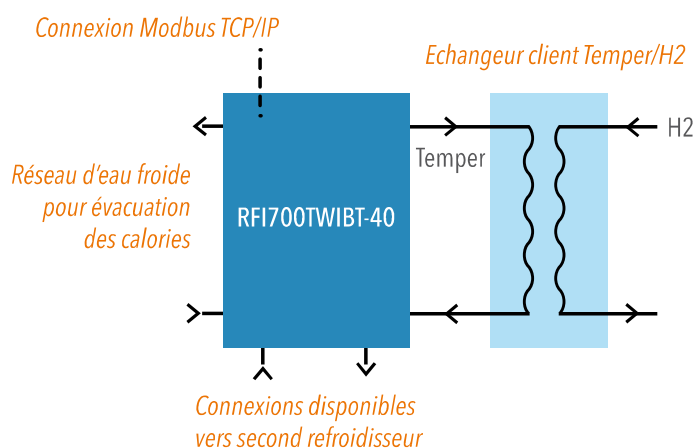 Connexion Modbus TCP/IP
Echangeur client Temper/H2
H2
Temper
Réseau d'eau froide
pour évacuation
des calories
RFI700TWIBT-40
Connexions disponibles
vers second refroidisseur